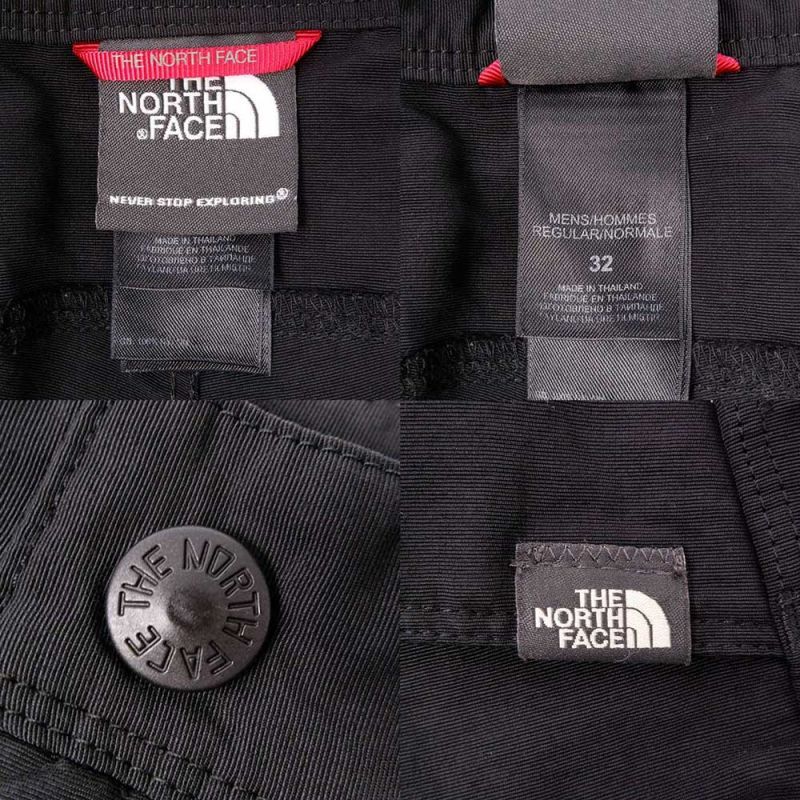 THE NORTH FACE
THE
NORTH
FACE
®
NEVER STOP EXPLORING®
MADE IN THAILAND
FABRIQUE EN THAILANDE
MENS/HOMMES
REGULAR/NORMALE
32
MADE IN THAILAND
FABRIQUE EN THAILANDE
THE NORTH FACE
THE
NORTH
FACE